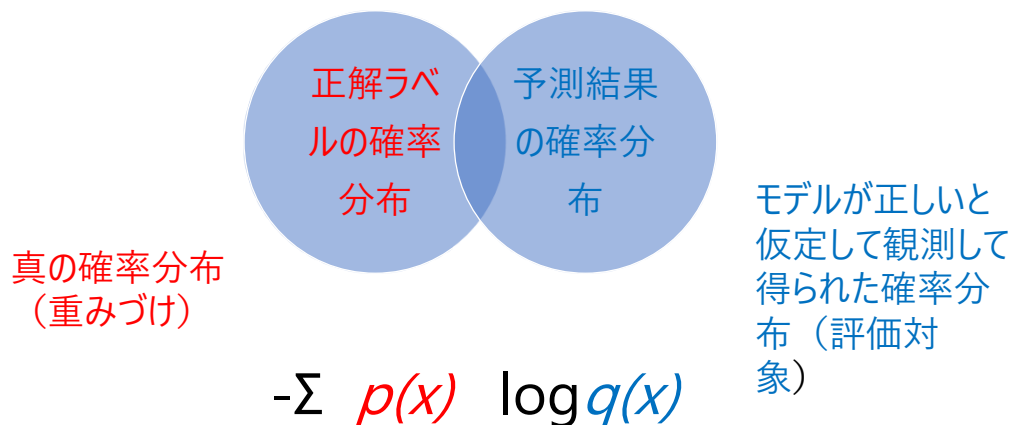 正解ラベ
ルの確率
分布
予測結果
の確率分
布
真の確率分布
（重みづけ）
モデルが正しいと
仮定して観測して
得られた確率分
布（評価対
象）
-Σ p(x) log q(x)